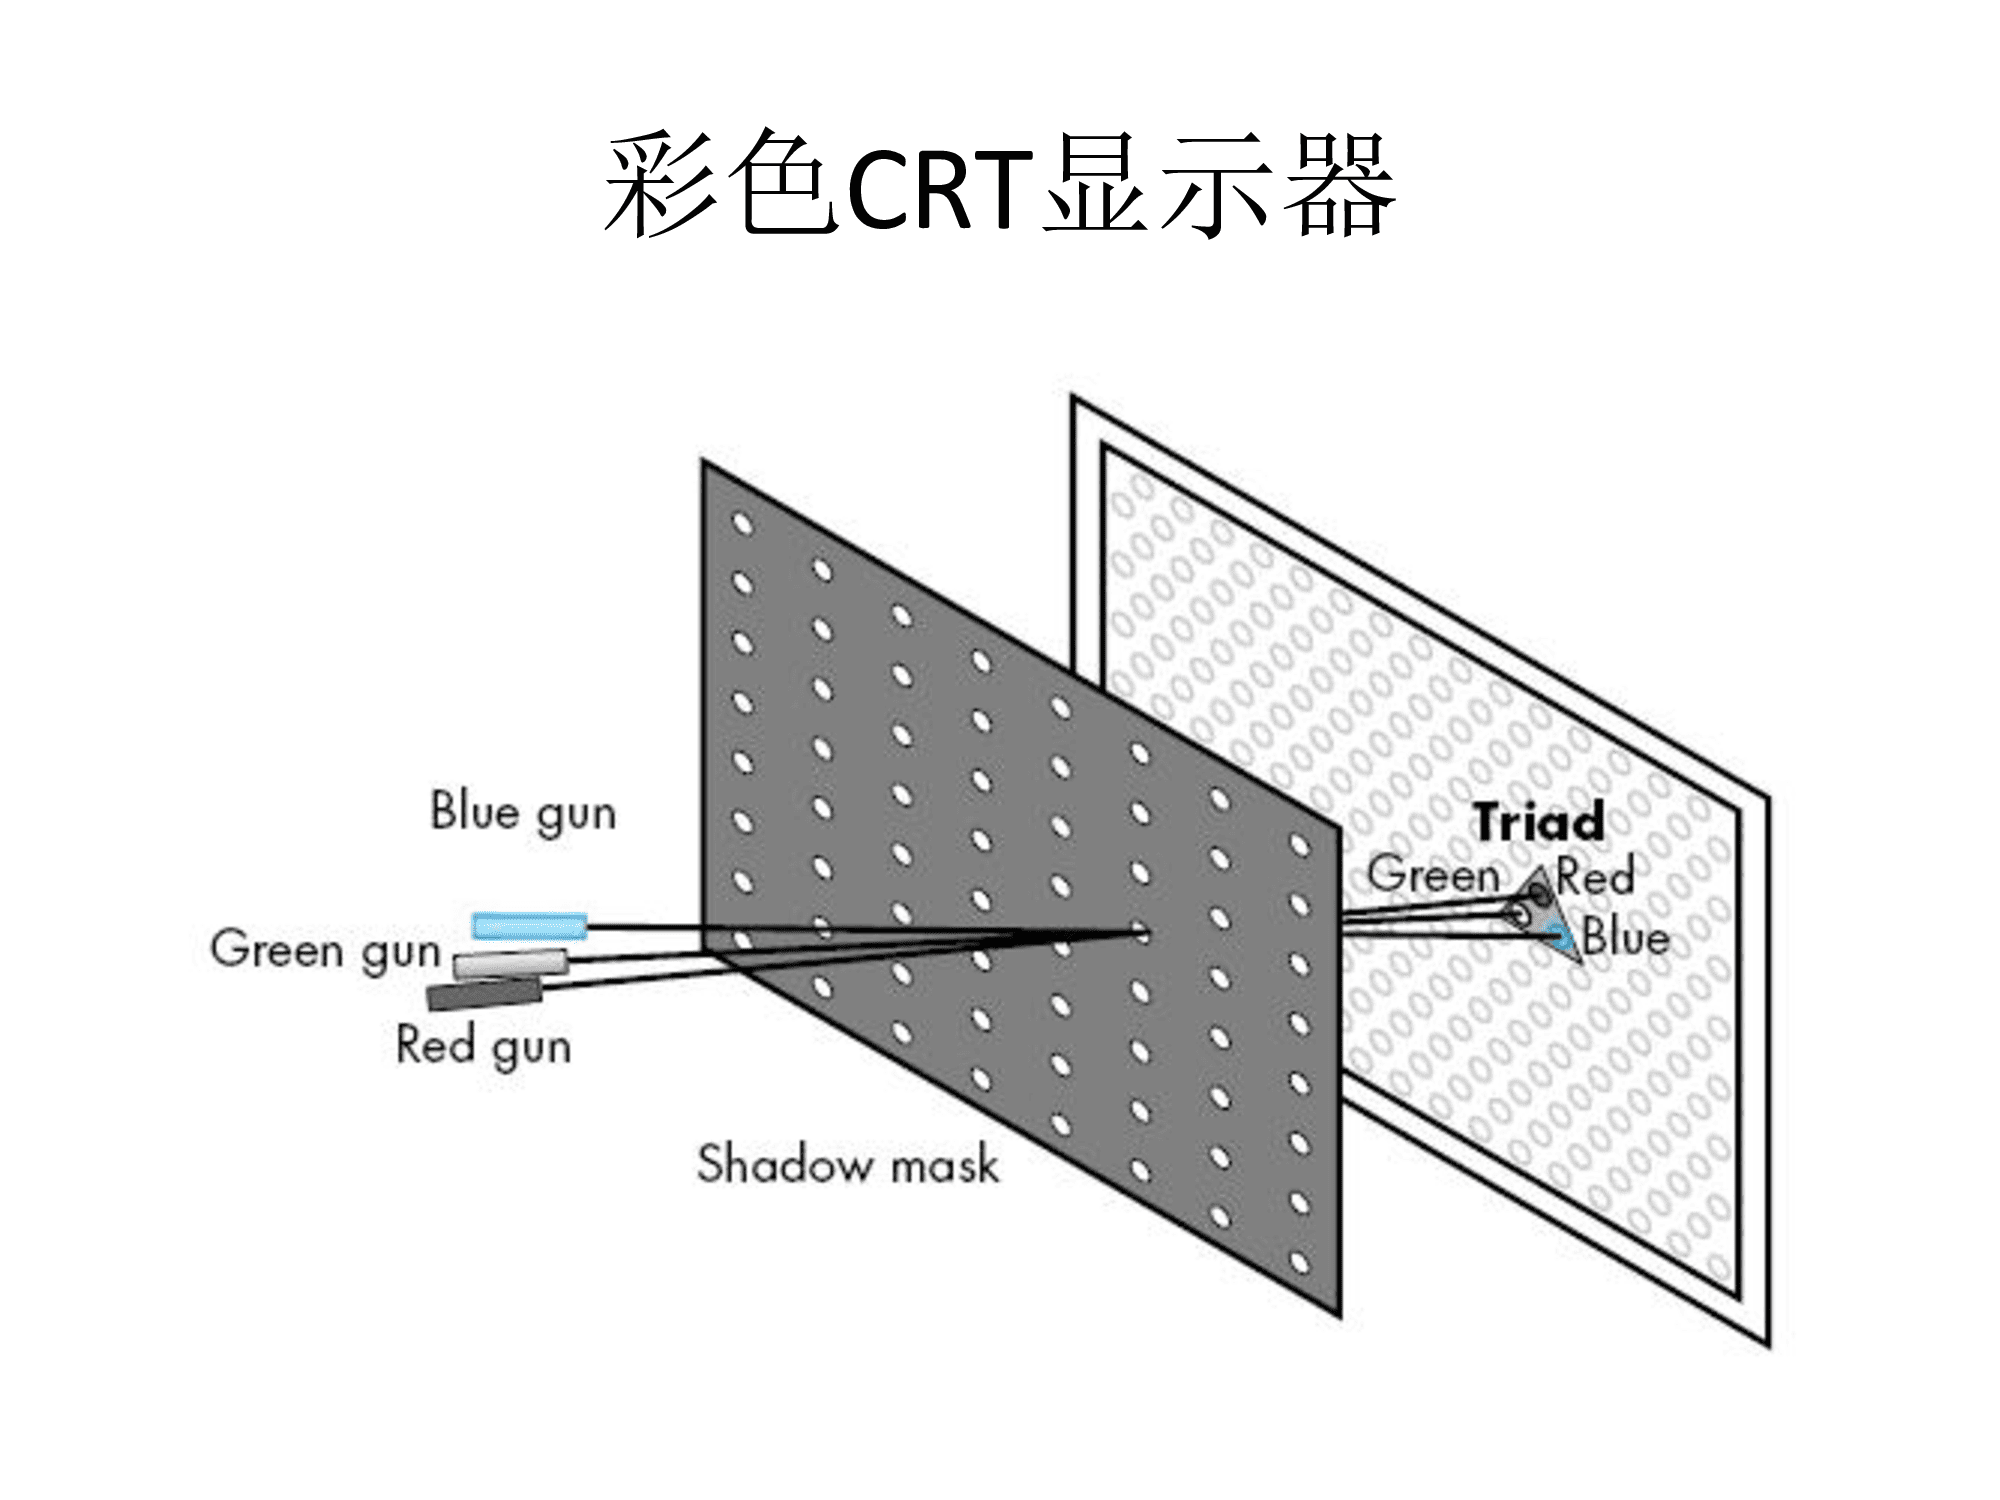 彩色CRT显示器
Blue gun
Green gun
Red gun
Shadow mask
Triad
Green
Red
Blue